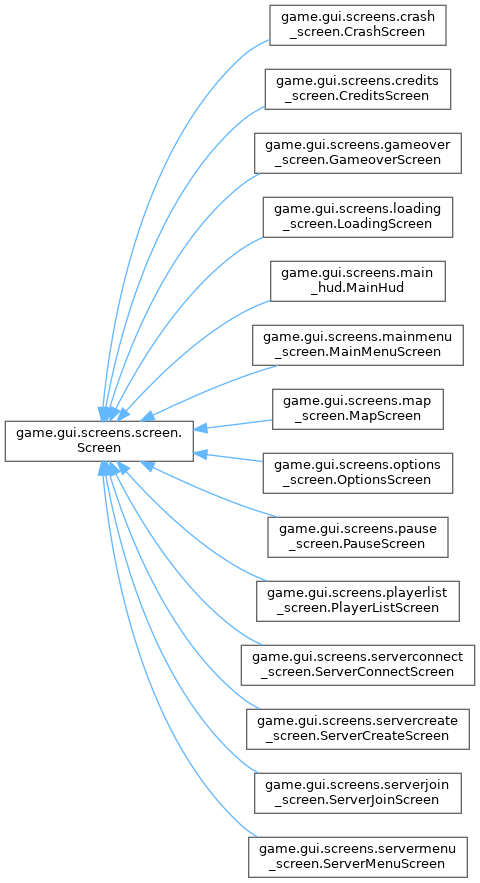 game.gui.screens.crash
_screen.CrashScreen
game.gui.screens.credits
_screen.CreditsScreen
game.gui.screens.gameover
_screen.GameoverScreen
game.gui.screens.loading
_screen.LoadingScreen
game.gui.screens.main
_hud.MainHud
game.gui.screens.mainmenu
_screen.MainMenuScreen
game.gui.screens.map
_screen.MapScreen
game.gui.screens.screen.
Screen
game.gui.screens.options
_screen.OptionsScreen
game.gui.screens.pause
_screen.PauseScreen
game.gui.screens.playerlist
_screen.PlayerListScreen
game.gui.screens.serverconnect
_screen.ServerConnectScreen
game.gui.screens.servercreate
_screen.ServerCreateScreen
game.gui.screens.serverjoin
_screen.ServerJoinScreen
game.gui.screens.servermenu
_screen.ServerMenuScreen